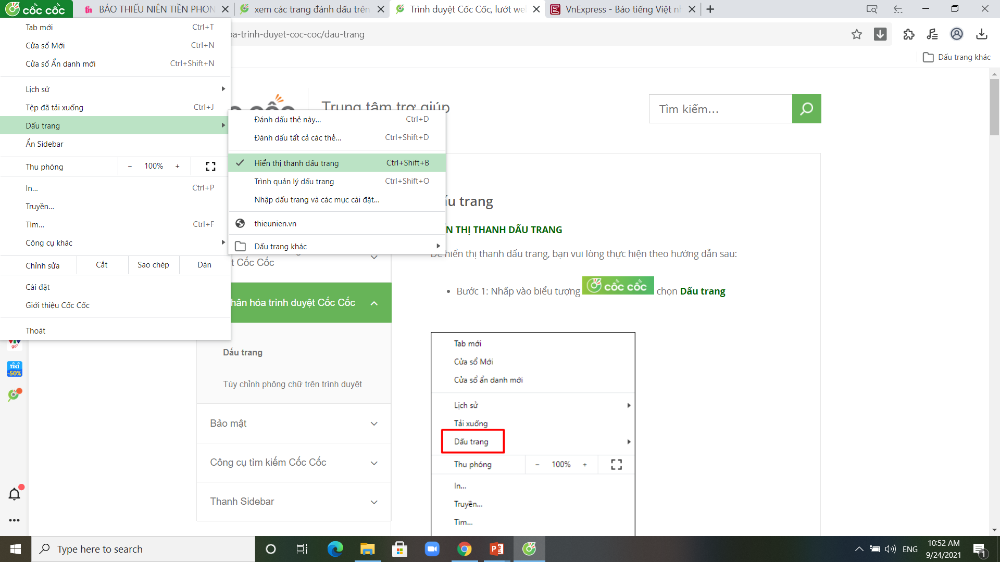 cốc cốc
BÁO THIẾU NIÊN TIỀN PHON
xem các trang đánh dấu trên
Trình duyệt Cốc Cốc, lướt we
VnExpress - Báo tiếng Việt nh
Tab mới Ctrl+T
a-trinh-duyet-coc-coc/dau-trang
Cửa sổ Mới Ctrl+N
Cửa sổ Ẩn danh mới Ctrl+Shift+N
Dấu trang khác
Lịch sử
Tệp đã tải xuống Ctrl+J
Dấu trang
Ẩn Sidebar
Thu phóng - 100% +
In... Ctrl+P
Truyền...
Tìm... Ctrl+F
Công cụ khác
Chỉnh sửa Cắt Sao chép Dán
Cài đặt
Giới thiệu Cốc Cốc
Thoát
Đánh dấu thẻ này... Ctrl+D
Đánh dấu tất cả các thẻ... Ctrl+Shift+D
Hiển thị thanh dấu trang Ctrl+Shift+B
Trình quản lý dấu trang Ctrl+Shift+O
Nhập dấu trang và các mục cài đặt...
thieunien.vn
Dấu trang khác
Trung tâm trợ giúp
Tìm kiếm...
t Cốc Cốc
hân hóa trình duyệt Cốc Cốc
Dấu trang
Tùy chỉnh phông chữ trên trình duyệt
Bảo mật
Công cụ tìm kiếm Cốc Cốc
Thanh Sidebar
ấu trang
N THỊ THANH DẤU TRANG
Để hiển thị thanh dấu trang, bạn vui lòng thực hiện theo hướng dẫn sau:
• Bước 1: Nhấp vào biểu tượng cốc cốc chọn Dấu trang
Tab mới
Cửa sổ Mới
Cửa sổ ẩn danh mới
Lịch sử
Tải xuống
Dấu trang
Thu phóng - 100% +
In...
Truyền...
Tìm...
TIKI
-50%
Type here to search
ENG
10:52 AM
9/24/2021
1